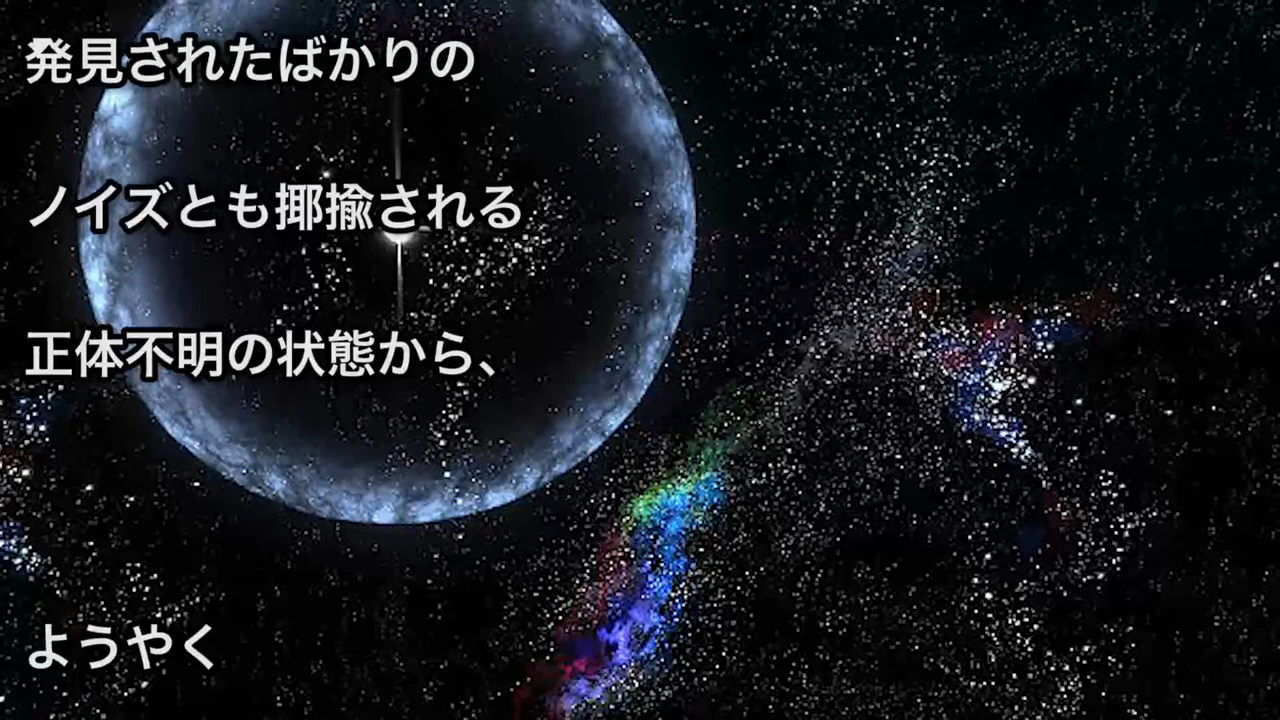 発見されたばかりの
ノイズとも揶揄される
正体不明の状態から、
ようやく